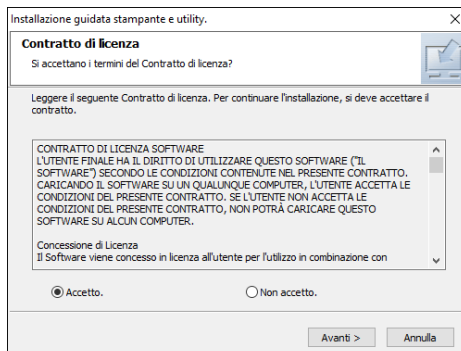 Installazione guidata stampante e utility.
Contratto di licenza
Si accettano i termini del Contratto di licenza?
Leggere il seguente Contratto di licenza. Per continuare l'installazione, si deve accettare il
contratto.
CONTRATTO DI LICENZA SOFTWARE
L'UTENTE FINALE HA IL DIRITTO DI UTILIZZARE QUESTO SOFTWARE ("IL
SOFTWARE") SECONDO LE CONDIZIONI CONTENUTE NEL PRESENTE CONTRATTO.
CARICANDO IL SOFTWARE SU UN QUALUNQUE COMPUTER, L'UTENTE ACCETTA LE
CONDIZIONI DEL PRESENTE CONTRATTO. SE L'UTENTE NON ACCETTA LE
CONDIZIONI DEL PRESENTE CONTRATTO, NON POTRÀ CARICARE QUESTO
SOFTWARE SU ALCUN COMPUTER.
Concessione di Licenza
Il Software viene concesso in licenza all'utente per l'utilizzo in combinazione con
Accetto.
Non accetto.
Avanti >
Annulla